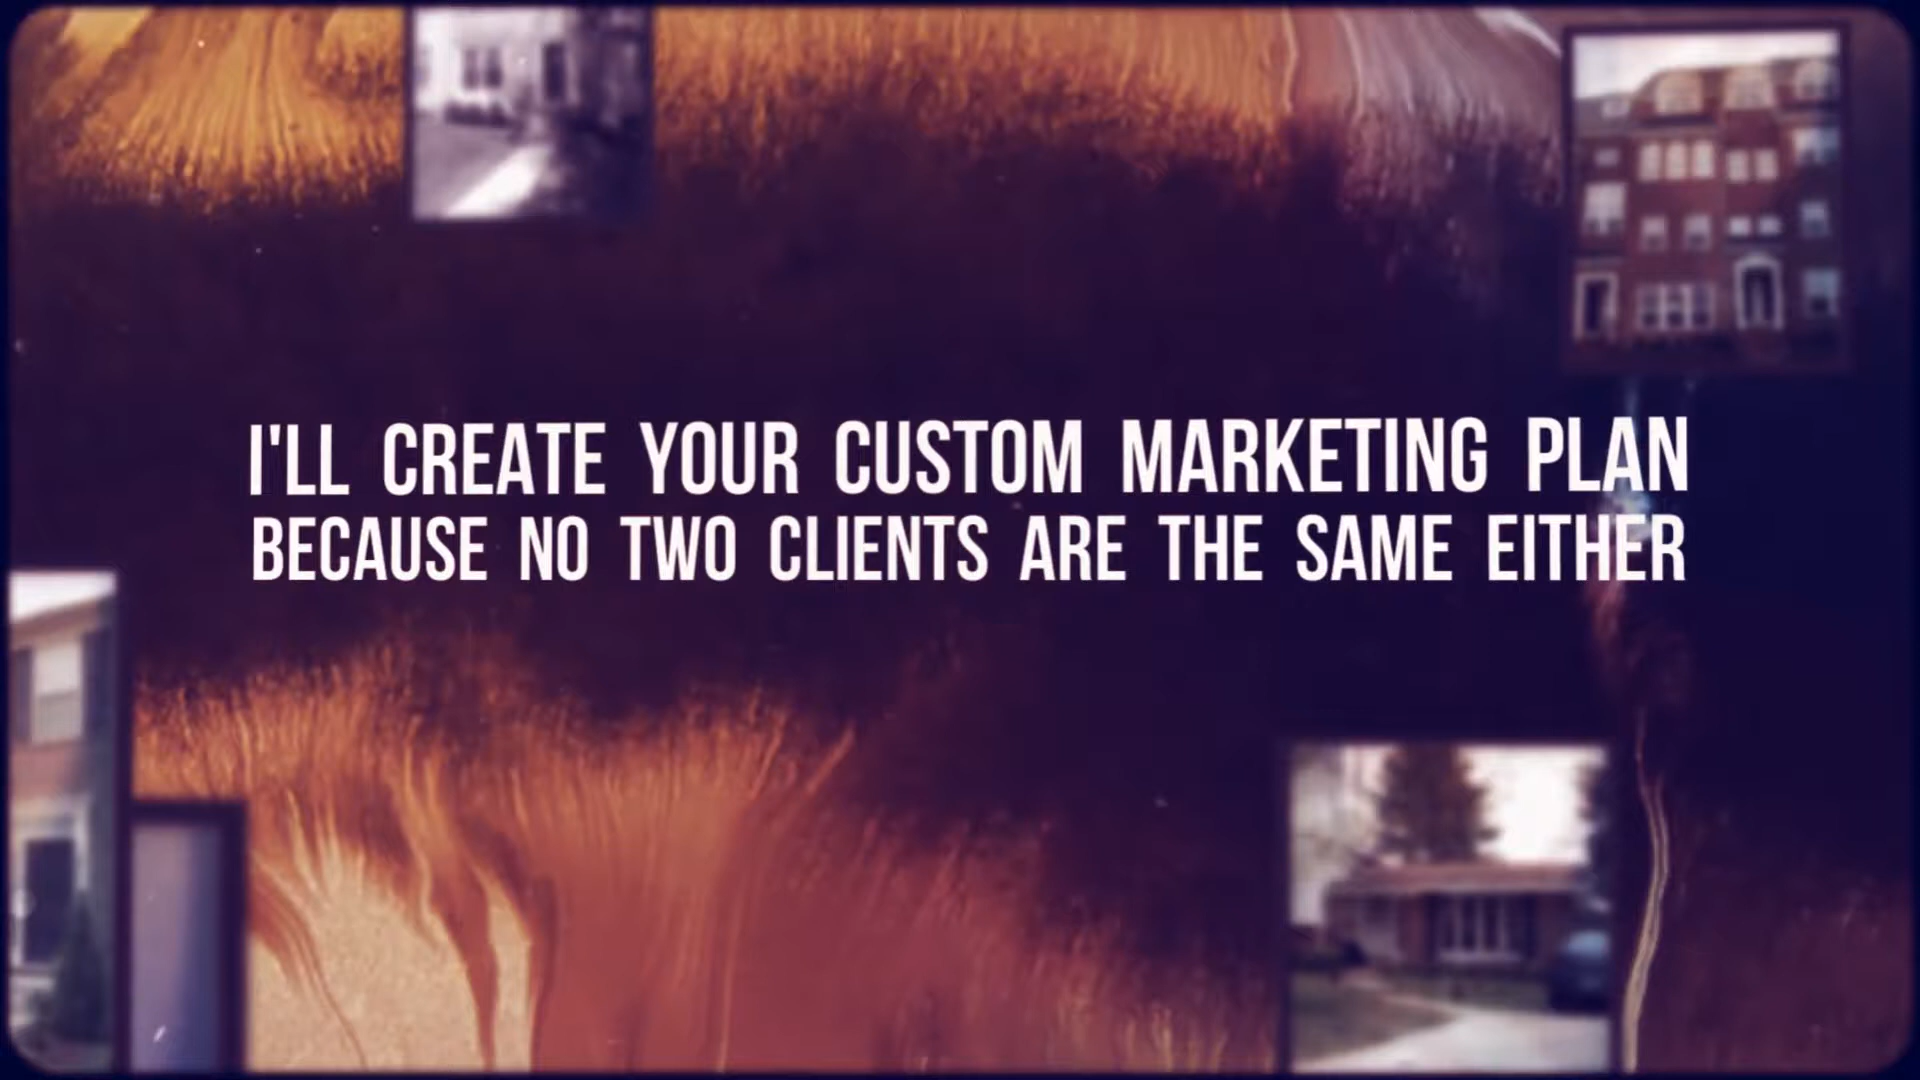 I'LL CREATE YOUR CUSTOM MARKETING PLAN
BECAUSE NO TWO CLIENTS ARE THE SAME EITHER